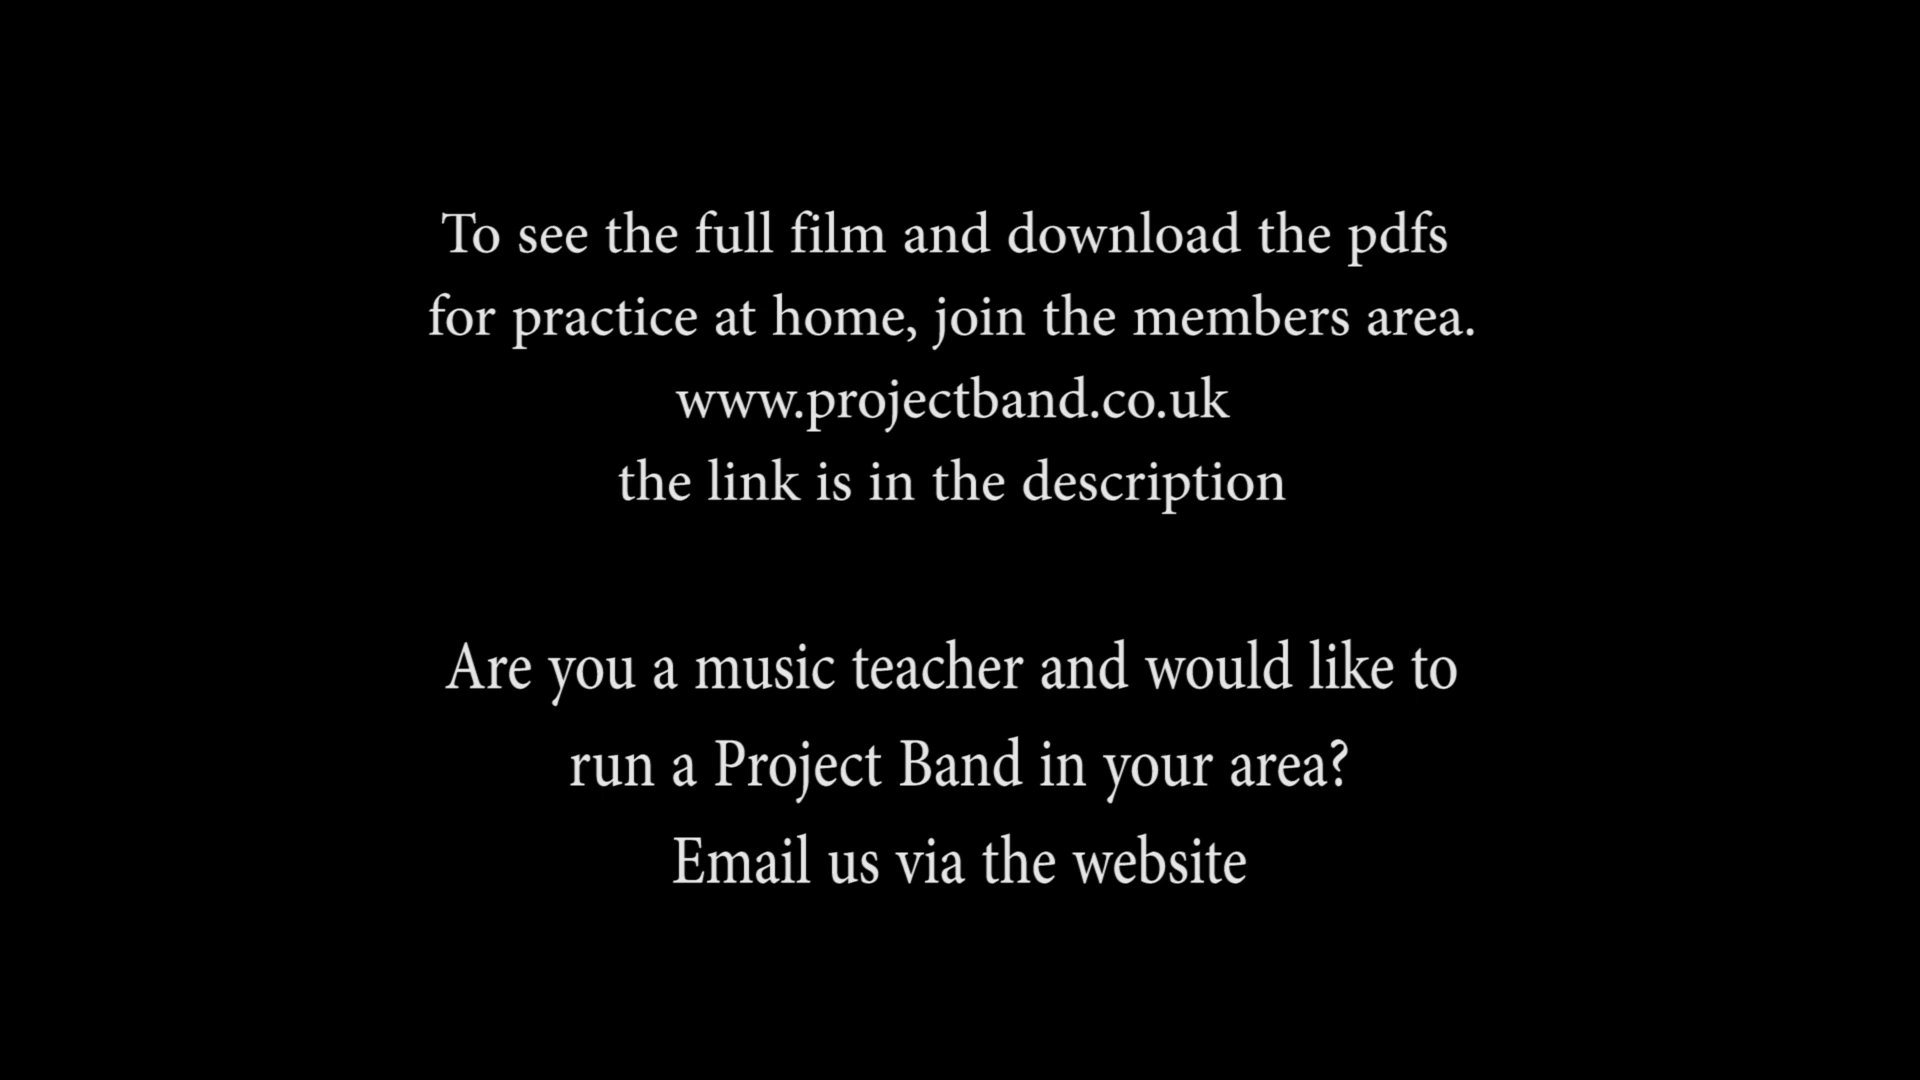 To see the full film and download the pdfs
for practice at home, join the members area.
www.projectband.co.uk
the link is in the description
Are you a music teacher and would like to
run a Project Band in your area?
Email us via the website